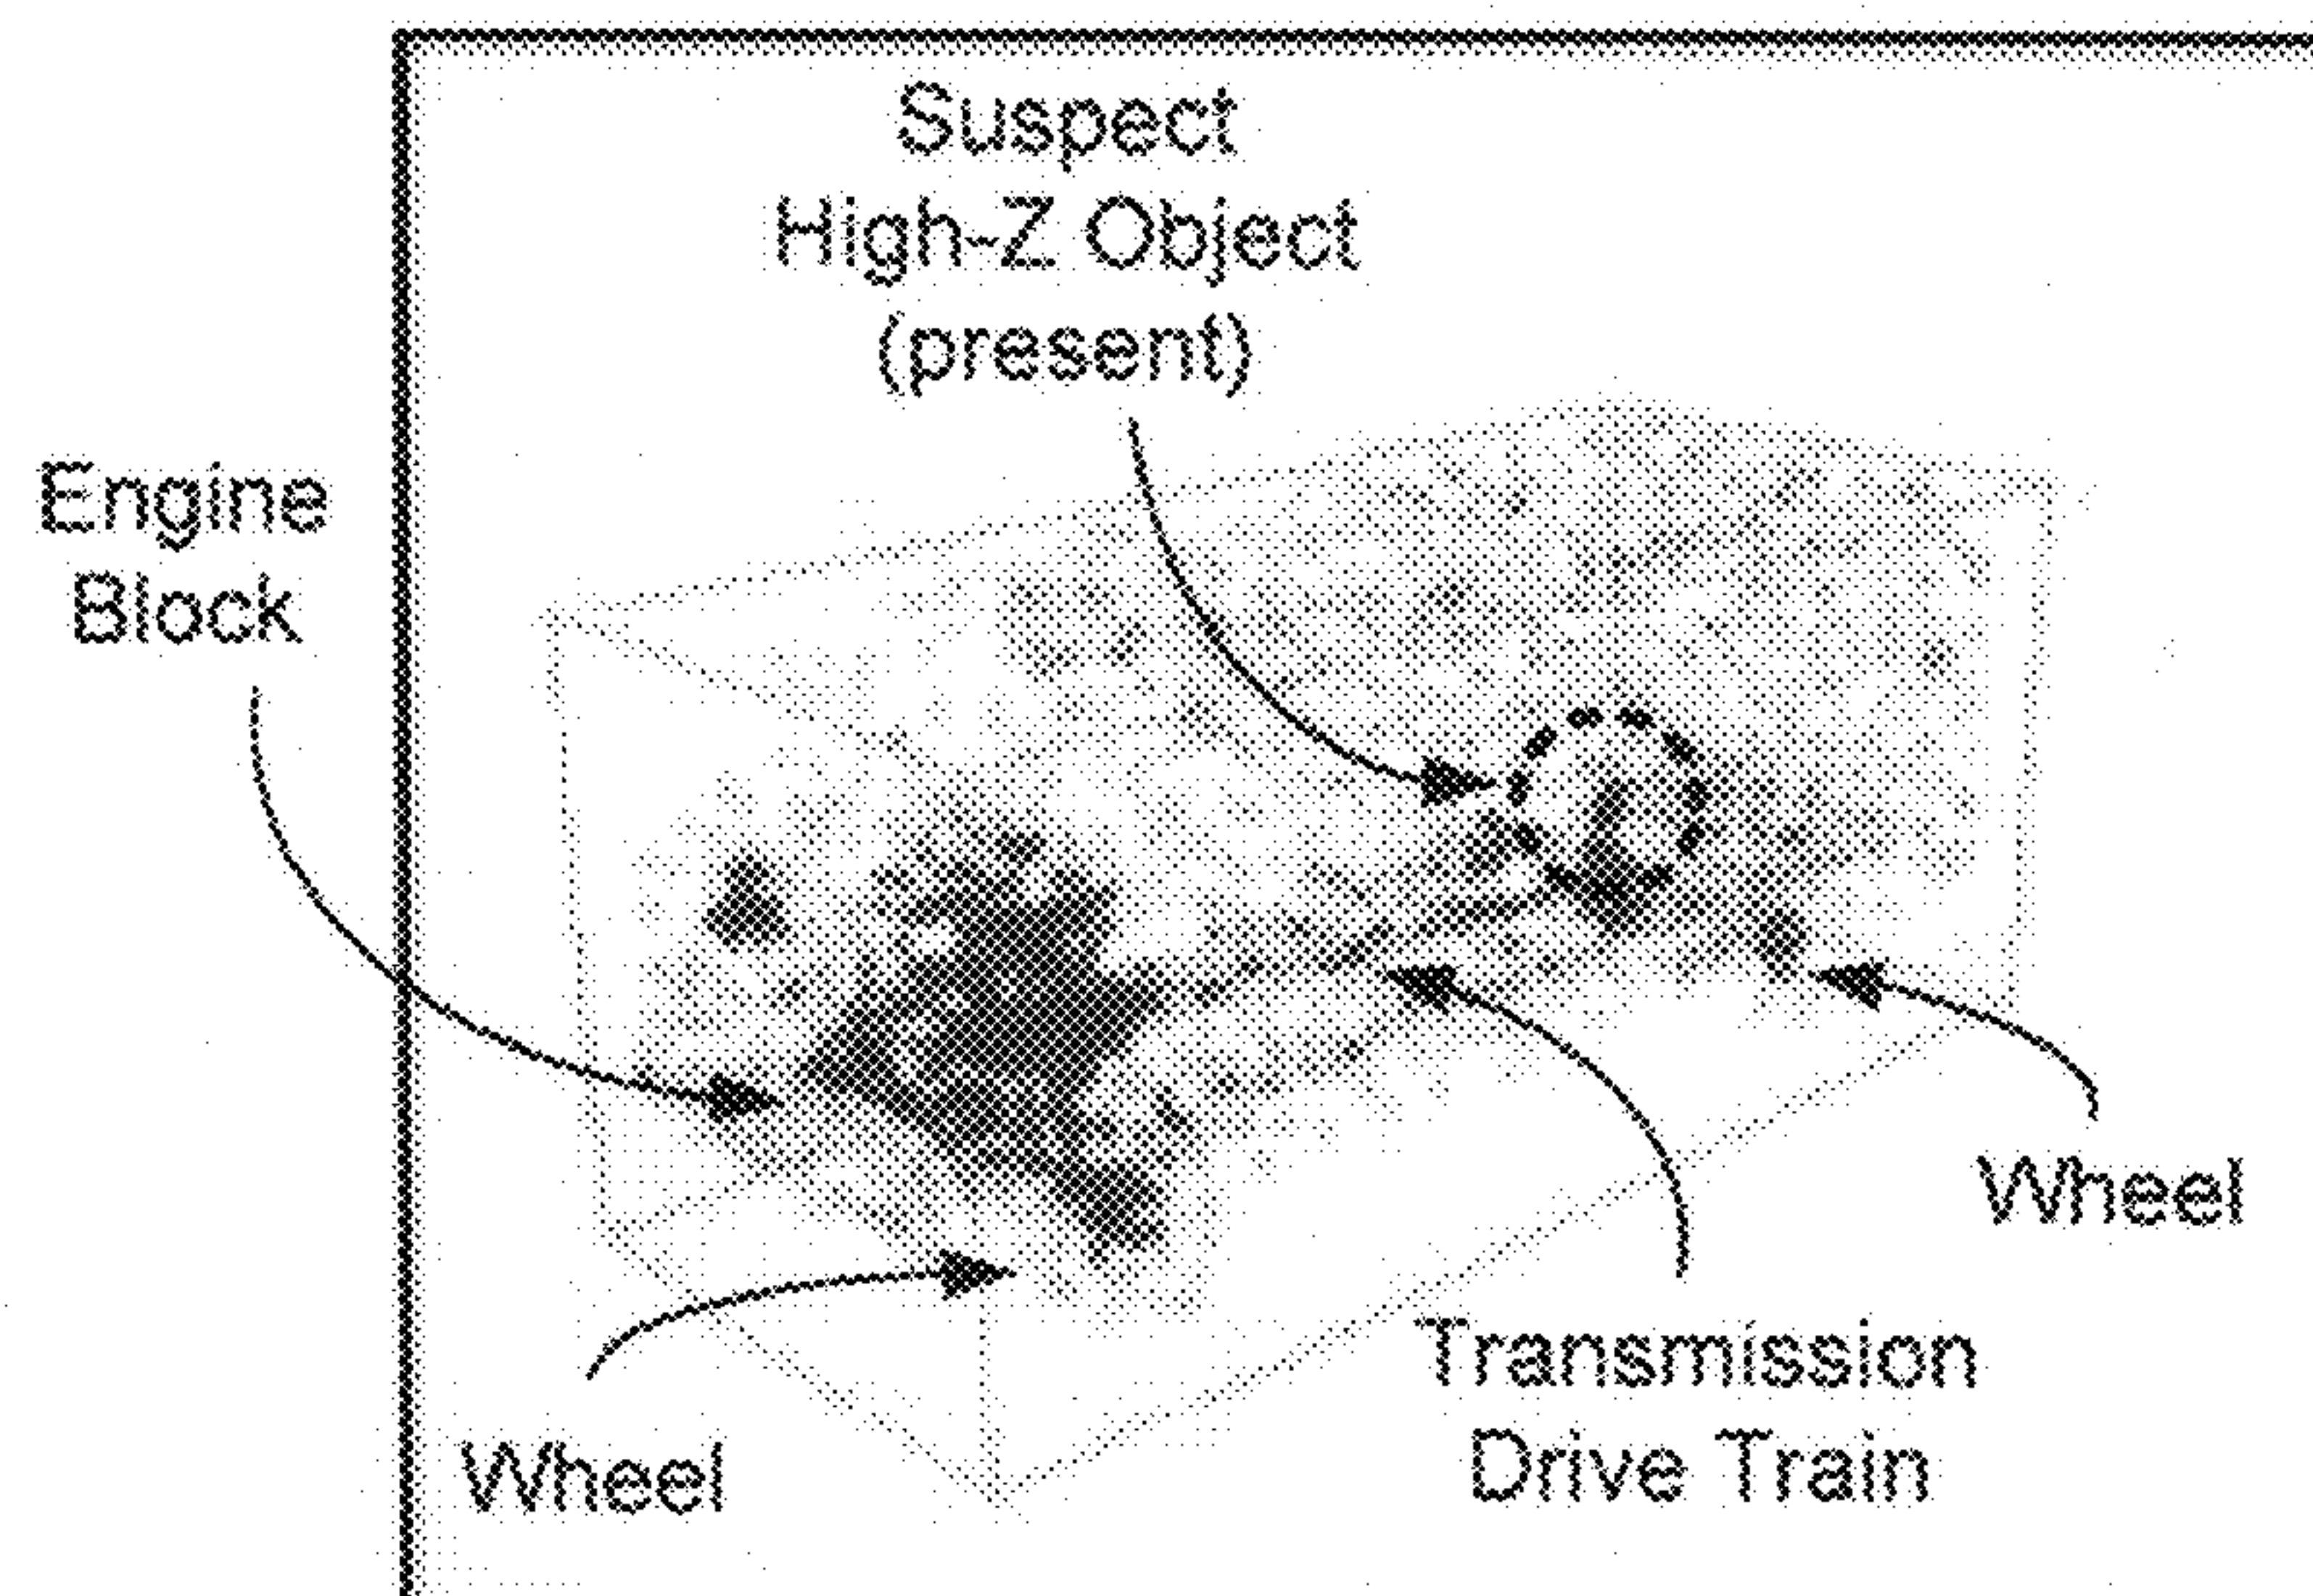 Suspect
High-Z Object
(present)
Engine
Block
Wheel
Transmission
Drive Train
Wheel